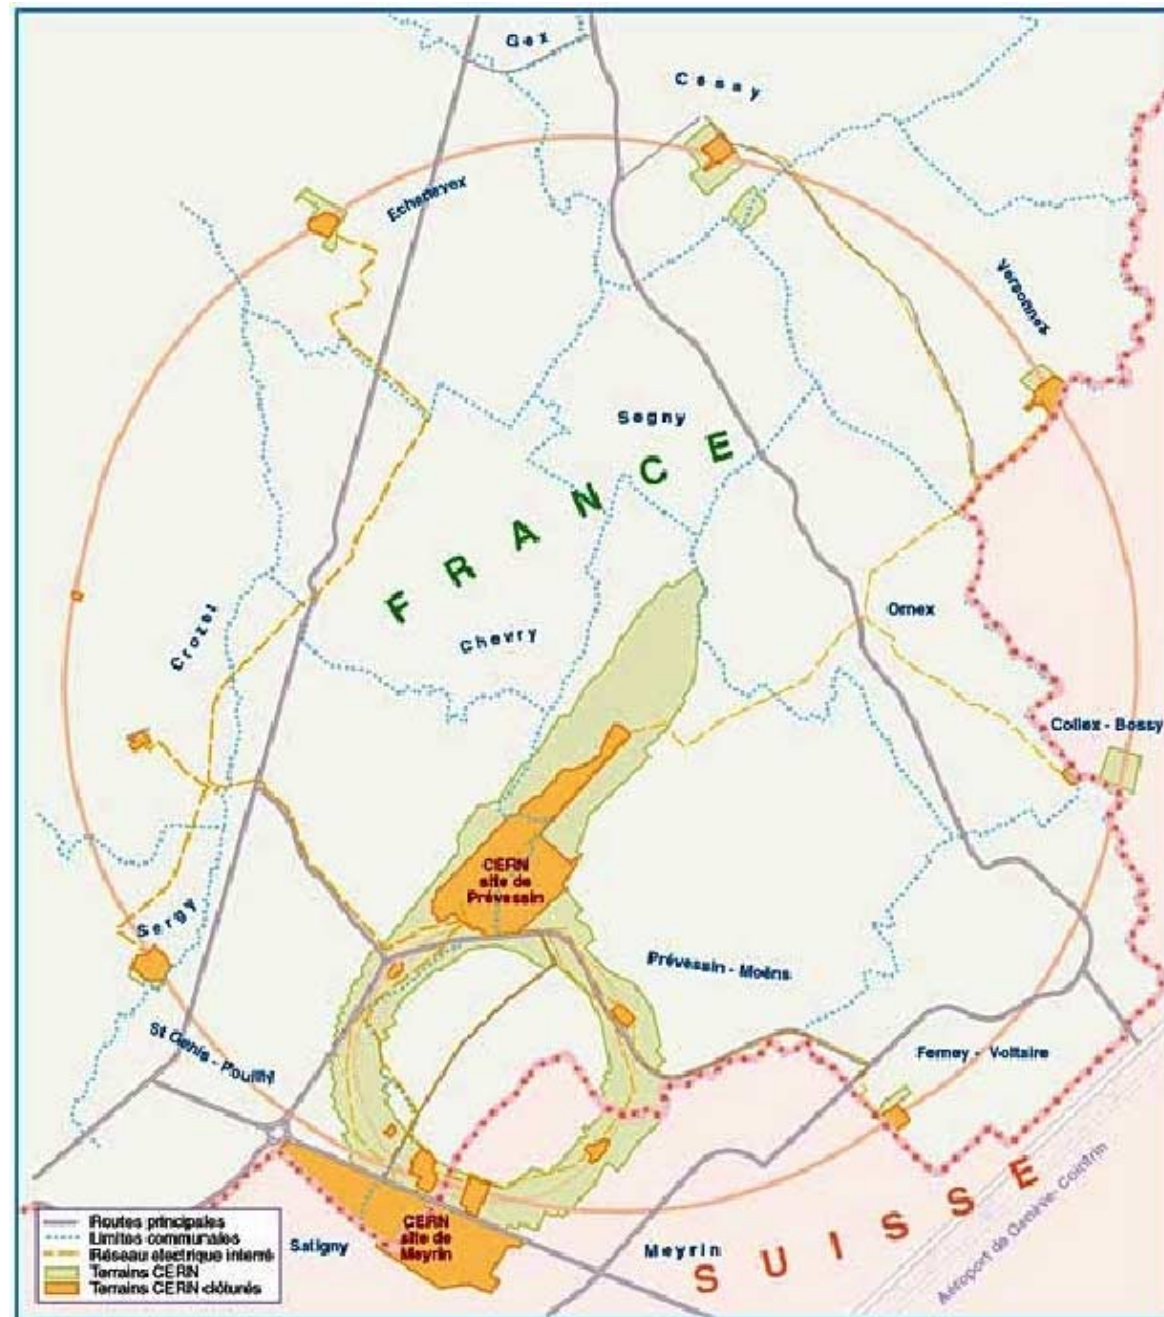 Gex
Cessy
Echenevex
Versonnex
Segny
FRANCE
Ornex
Crozet
Chevry
Collex - Bossy
CERN
site de
Prévessin
Sergy
Prévessin - Moëns
St Genis - Pouilly
Ferney - Voltaire
SUISSE
Aéroport de Genève-Cointrin
Routes principales
Limites communales
Réseau electrique interré
Terrains CERN
Terrains CERN clôturés
Satigny
CERN
site de
Meyrin
Meyrin